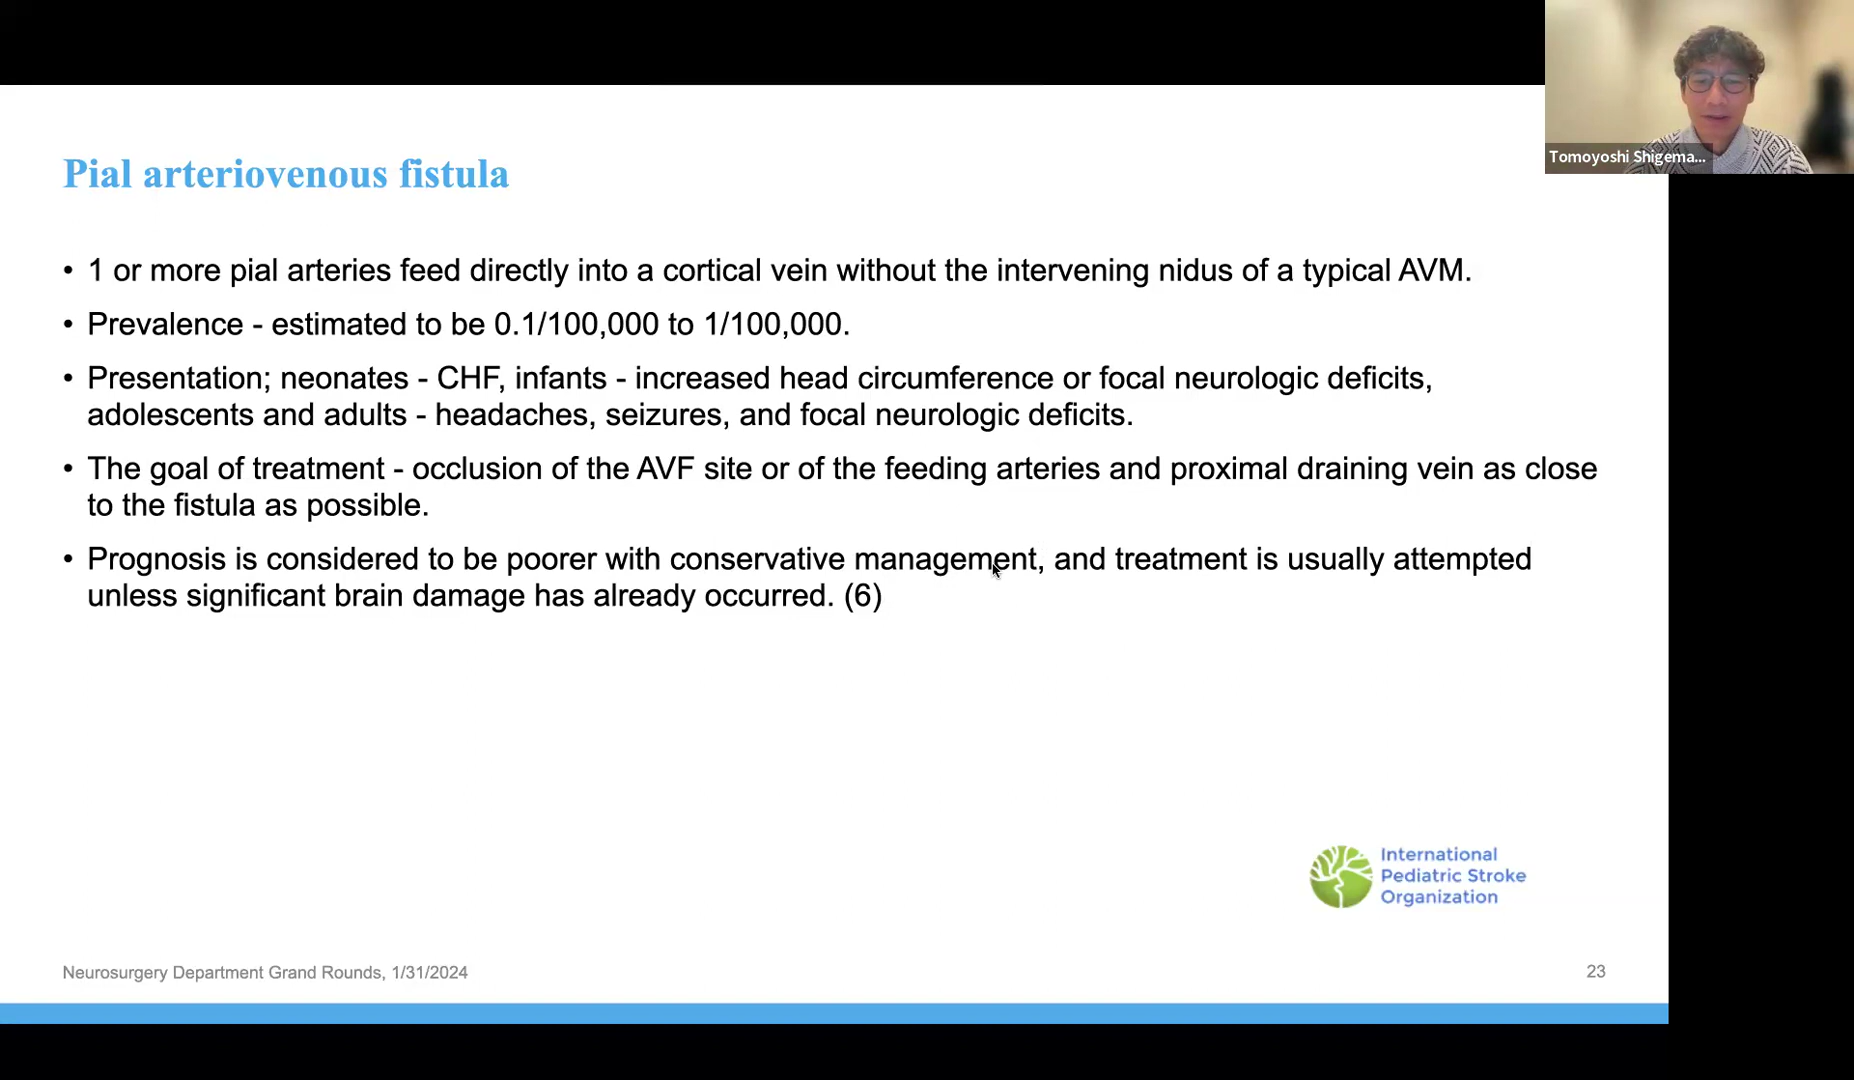 Tomoyoshi Shigema...
Pial arteriovenous fistula
• 1 or more pial arteries feed directly into a cortical vein without the intervening nidus of a typical AVM.
• Prevalence - estimated to be 0.1/100,000 to 1/100,000.
• Presentation; neonates - CHF, infants - increased head circumference or focal neurologic deficits,
adolescents and adults - headaches, seizures, and focal neurologic deficits.
• The goal of treatment - occlusion of the AVF site or of the feeding arteries and proximal draining vein as close
to the fistula as possible.
• Prognosis is considered to be poorer with conservative management, and treatment is usually attempted
unless significant brain damage has already occurred. (6)
International
Pediatric Stroke
Organization
Neurosurgery Department Grand Rounds, 1/31/2024
23